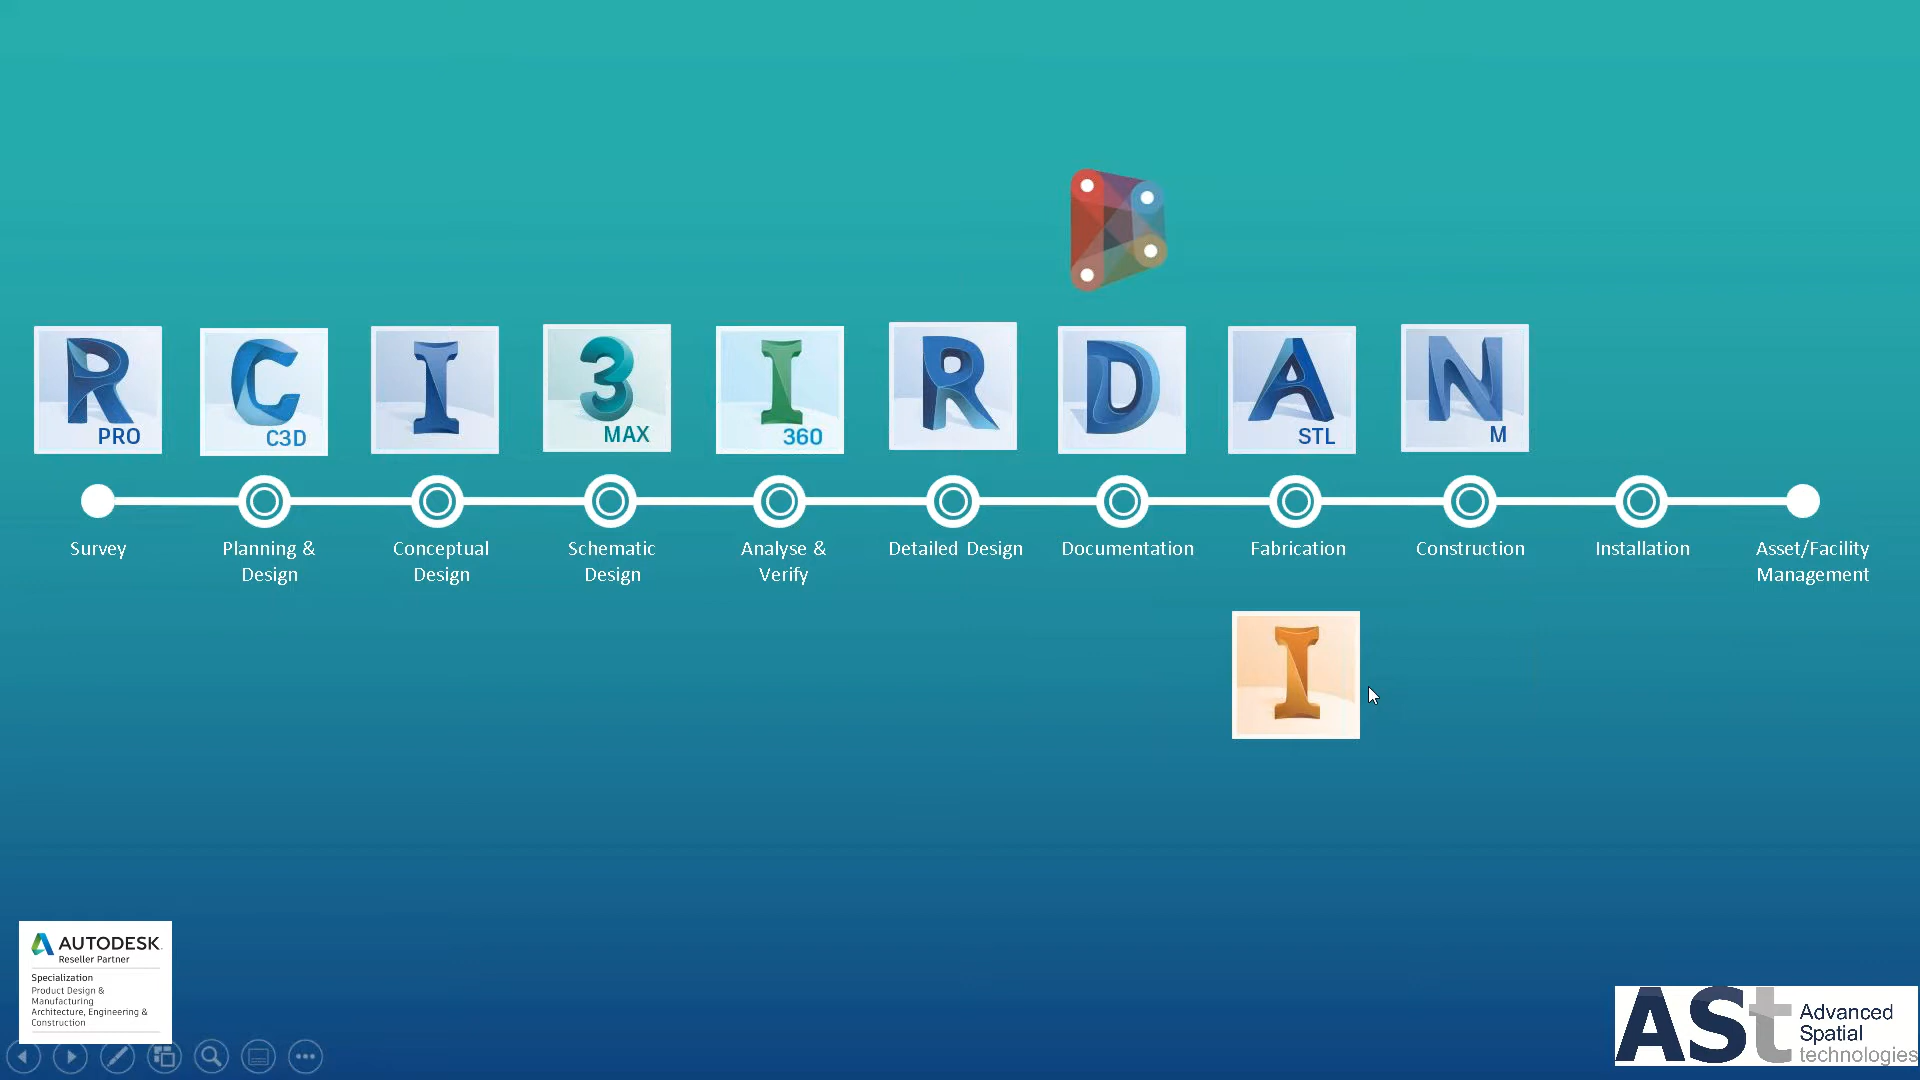 R PRO
C C3D
I
3 MAX
I 360
R
D
A STL
N M
Survey
Planning &
Design
Conceptual
Design
Schematic
Design
Analyse &
Verify
Detailed Design
Documentation
Fabrication
Construction
Installation
Asset/Facility
Management
I
AUTODESK
Reseller Partner
Specialization
Product Design &
Manufacturing
Architecture, Engineering &
Construction
ASt
Advanced
Spatial
technologies